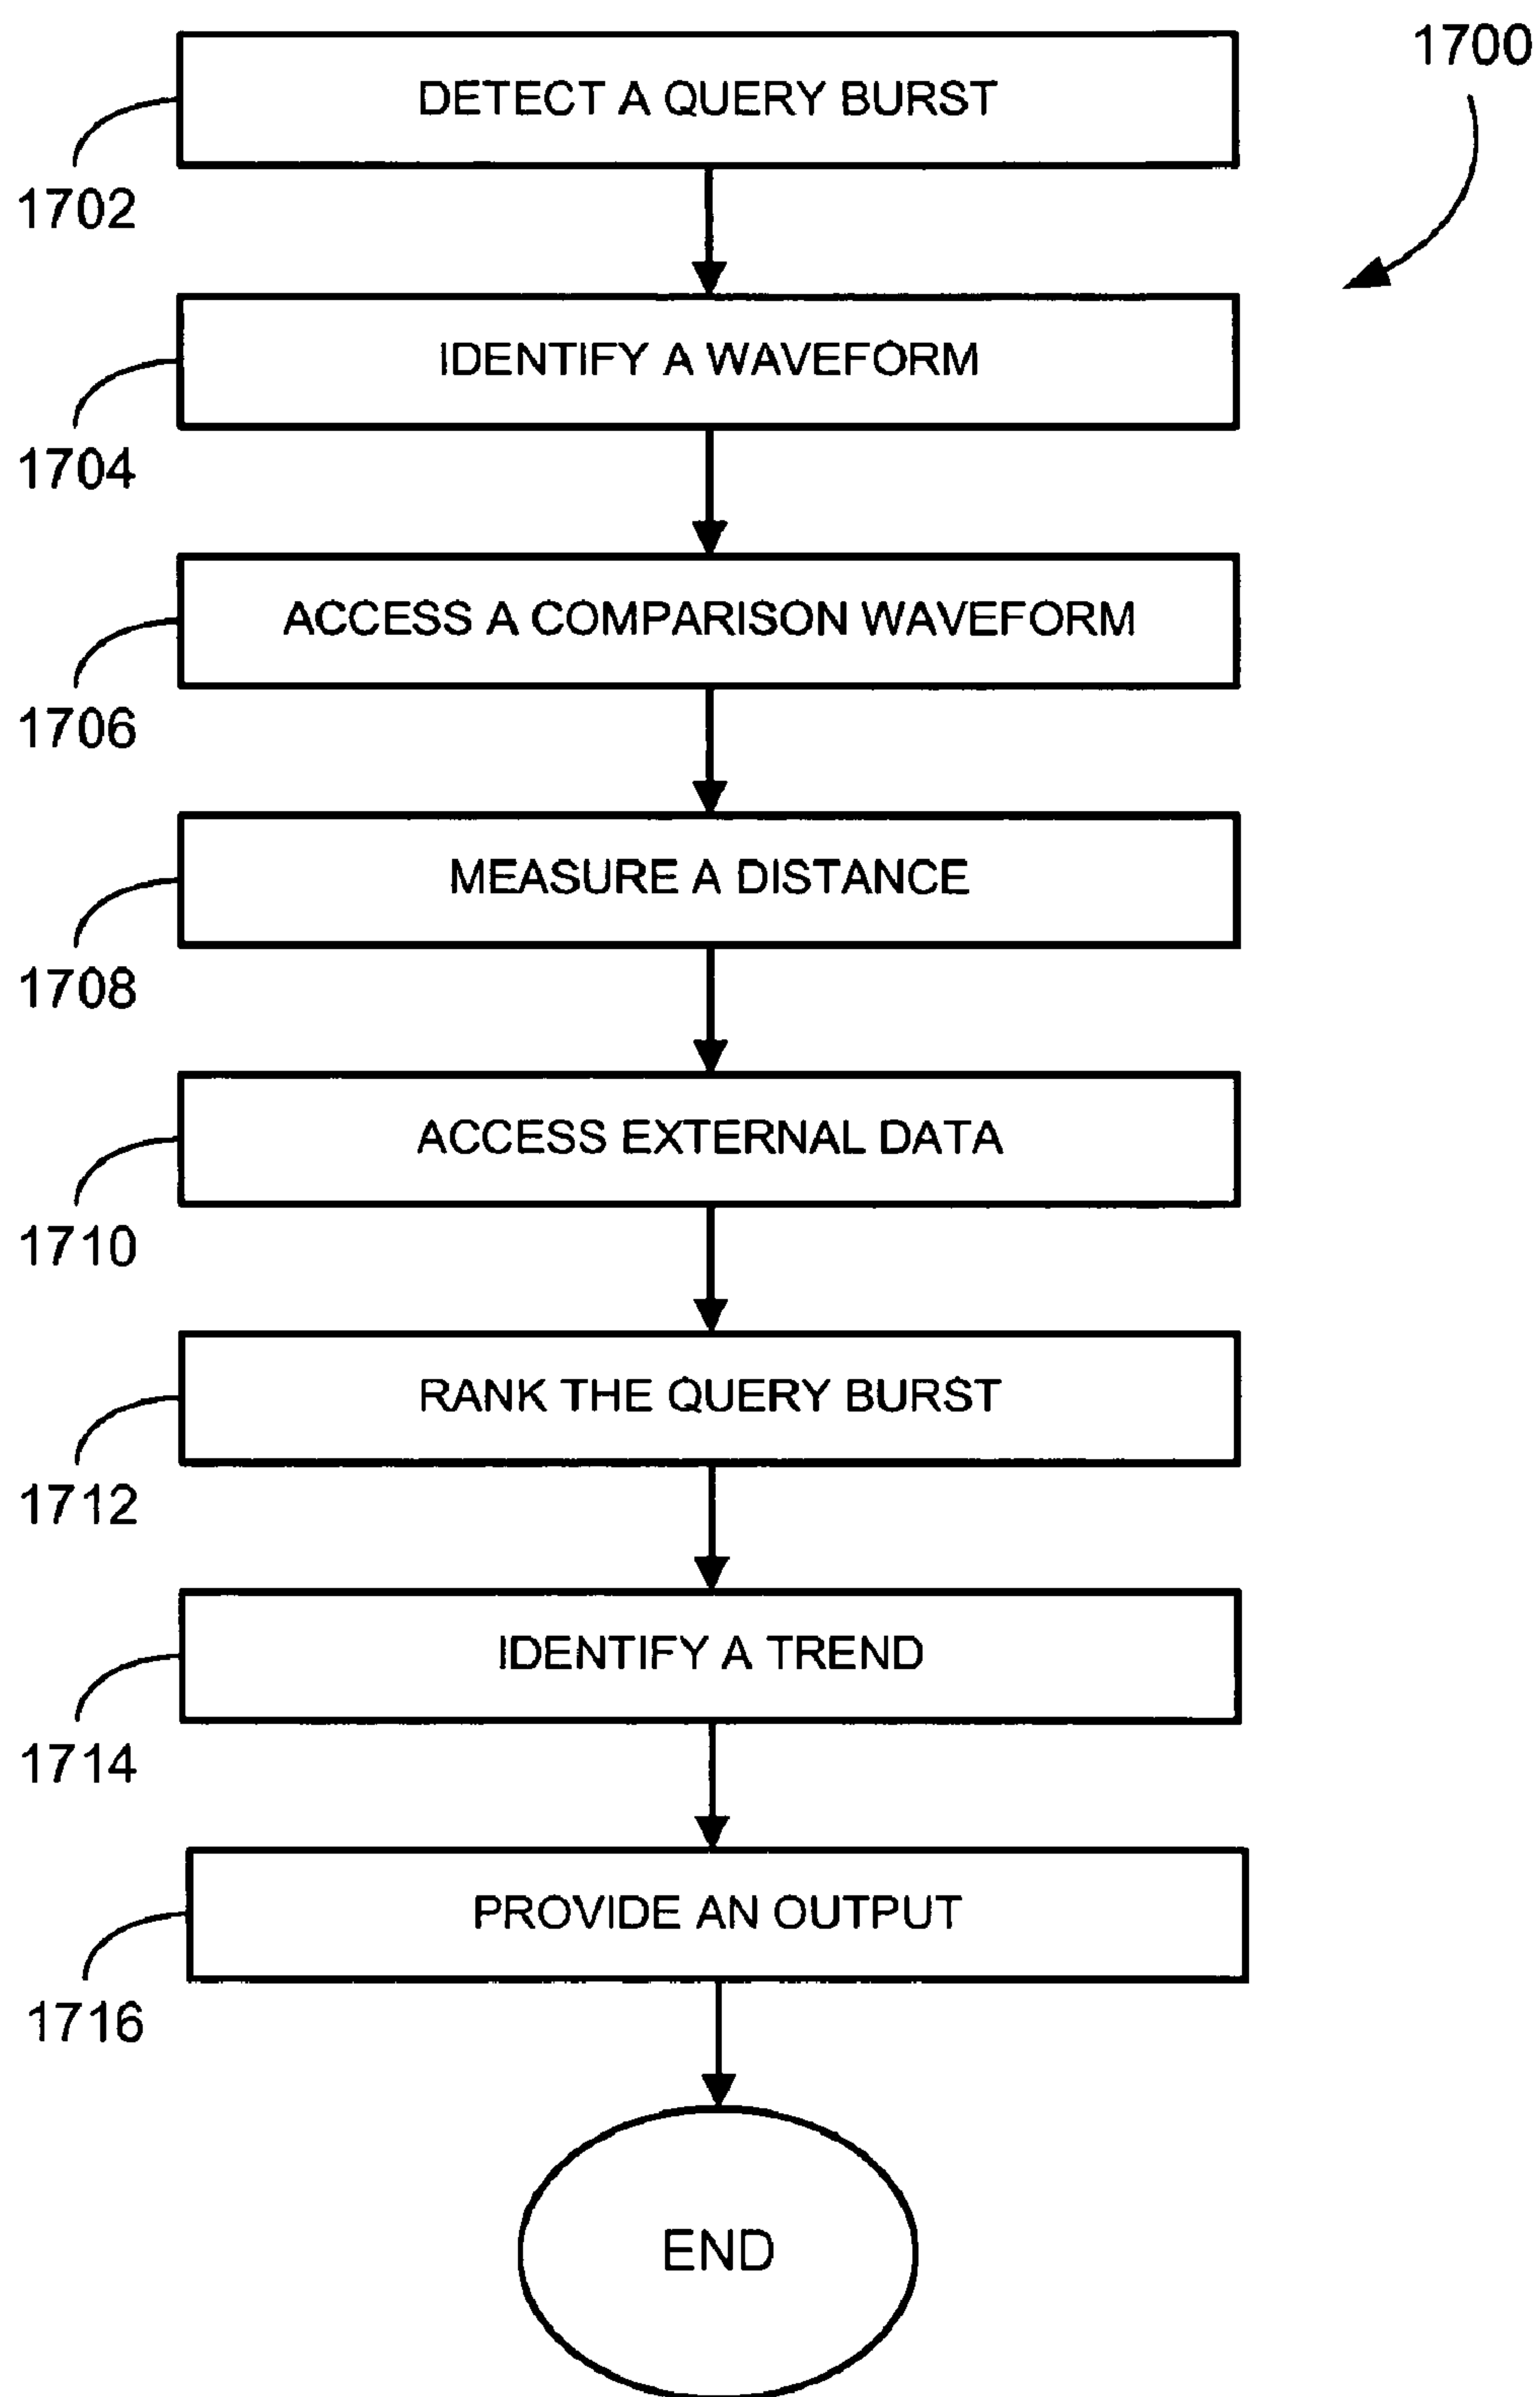 1700
DETECT A QUERY BURST
1702
IDENTIFY A WAVEFORM
1704
ACCESS A COMPARISON WAVEFORM
1706
MEASURE A DISTANCE
1708
ACCESS EXTERNAL DATA
1710
RANK THE QUERY BURST
1712
IDENTIFY A TREND
1714
PROVIDE AN OUTPUT
1716
END